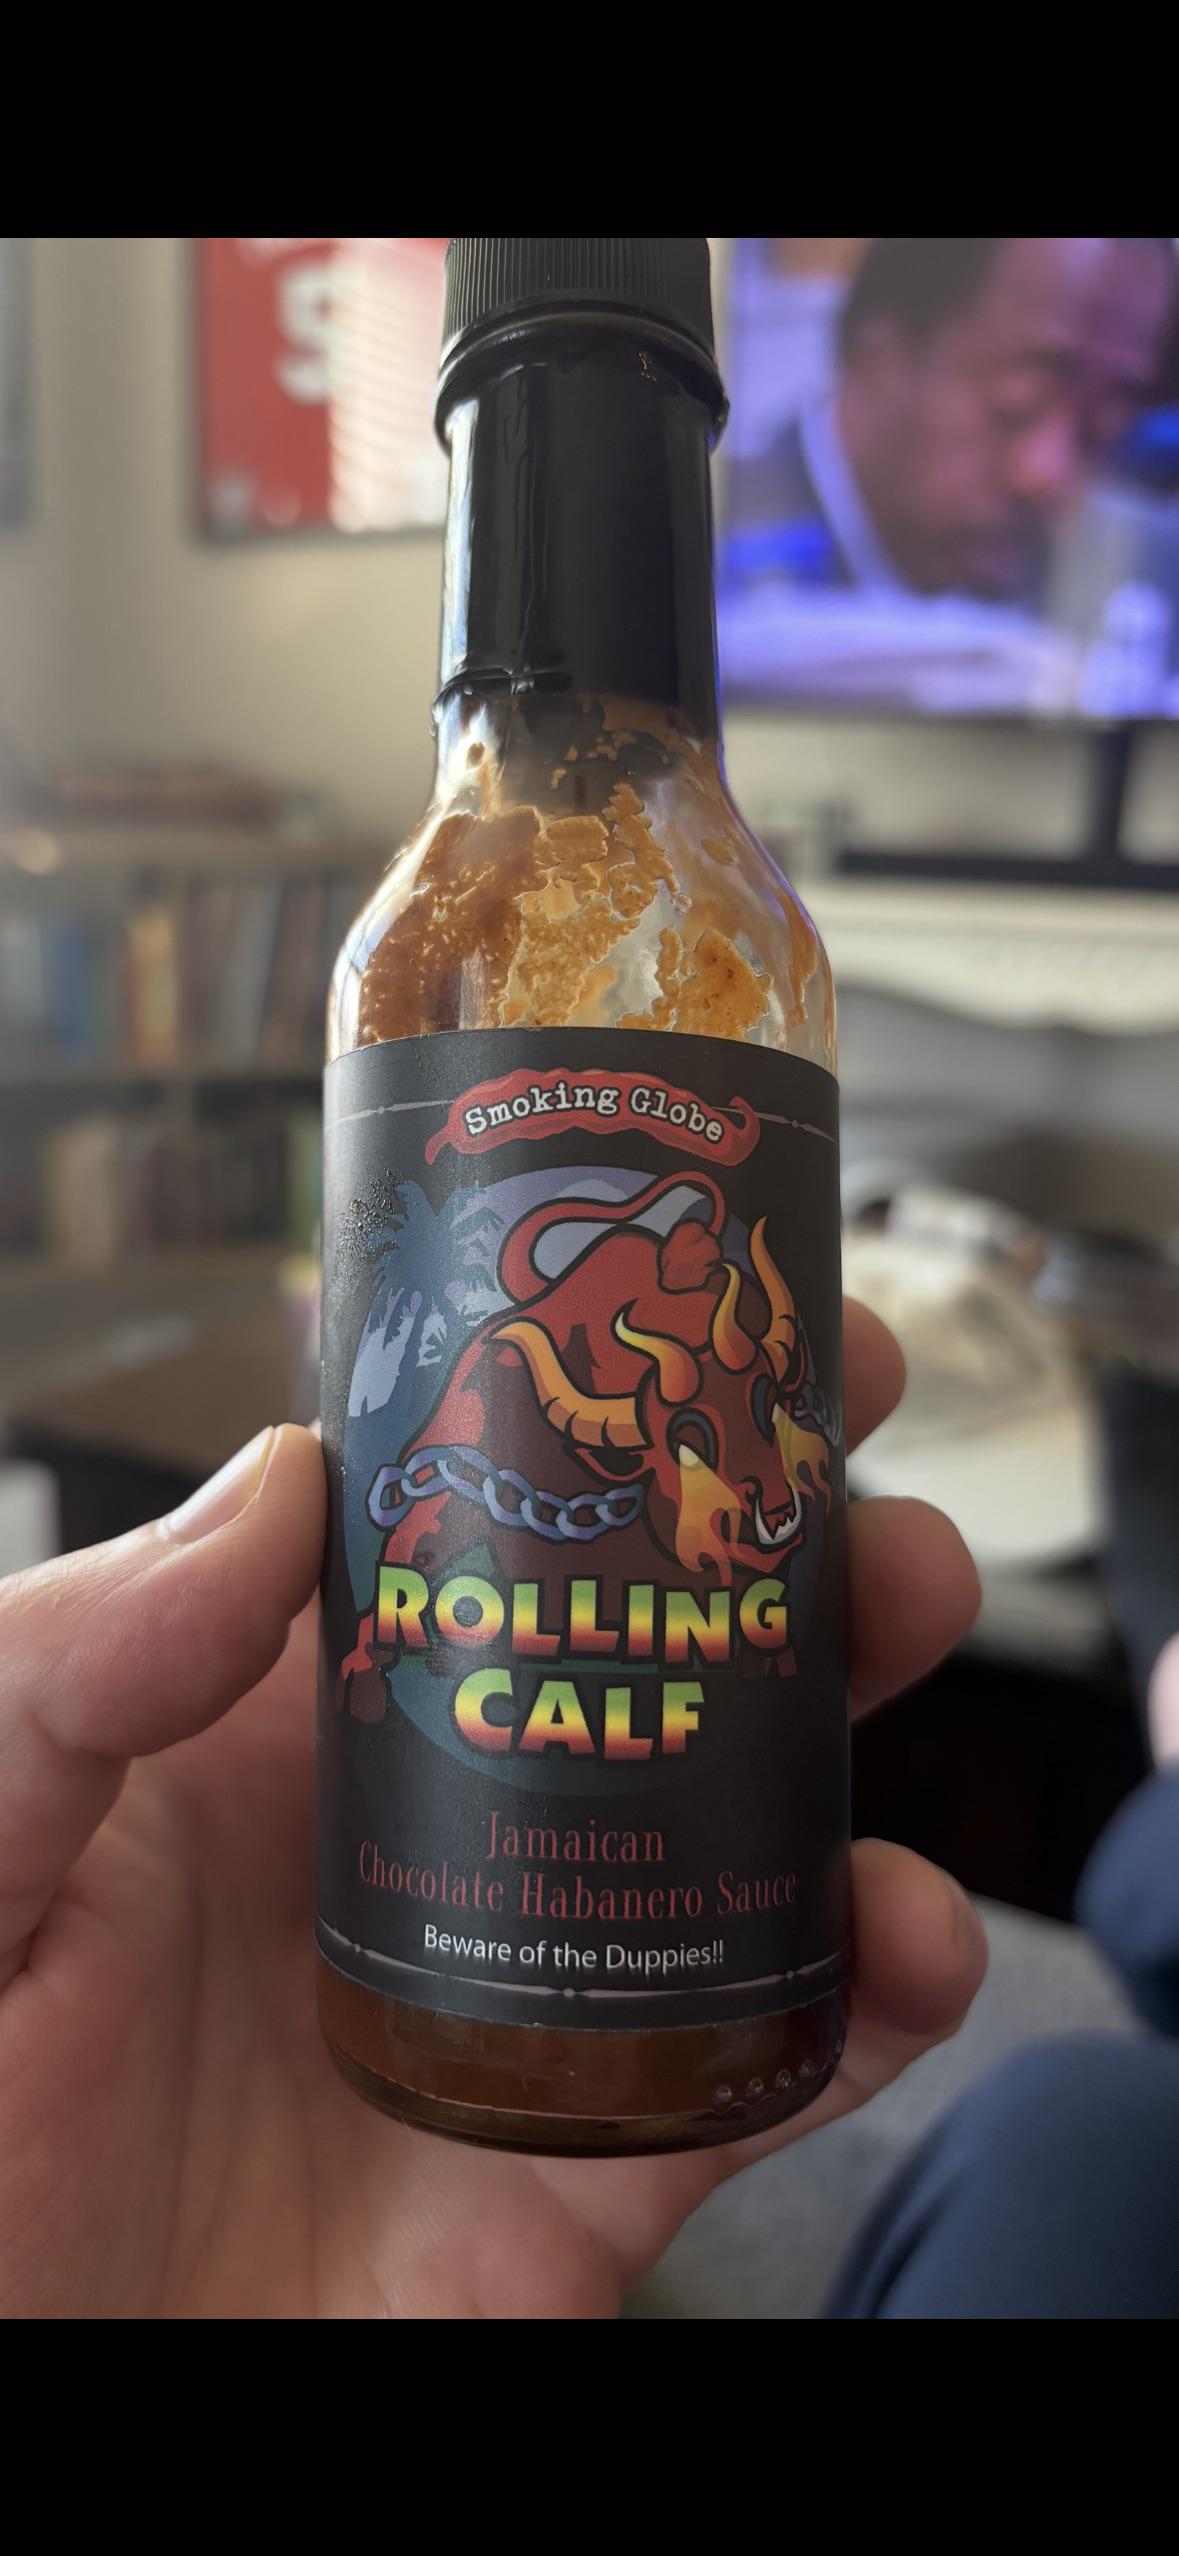 S
Smoking Globe
ROLLING
CALF
Jamaican
Chocolate Habanero Sauce
Beware of the Duppies!!